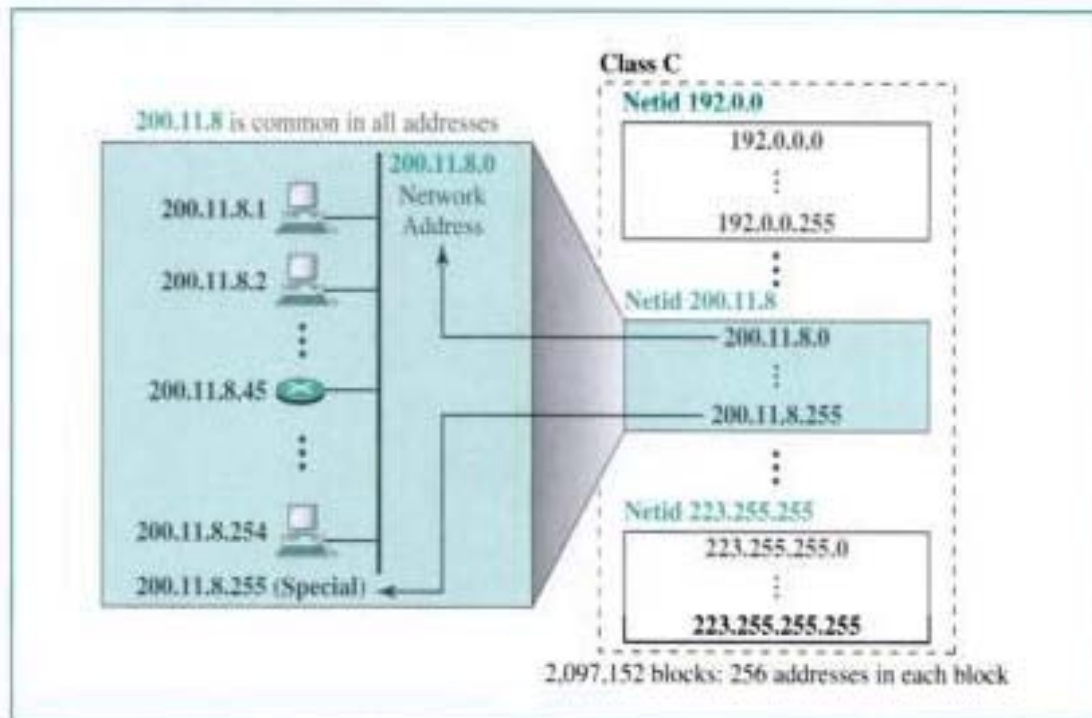 Class C
Netid 192.0.0
192.0.0.0
192.0.0.255
Netid 200.11.8
200.11.8.0
200.11.8.255
Netid 223.255.255
223.255.255.0
223.255.255.255
2,097,152 blocks: 256 addresses in each block
200.11.8 is common in all addresses
200.11.8.0
Network
Address
200.11.8.1
200.11.8.2
200.11.8.45
200.11.8.254
200.11.8.255 (Special)